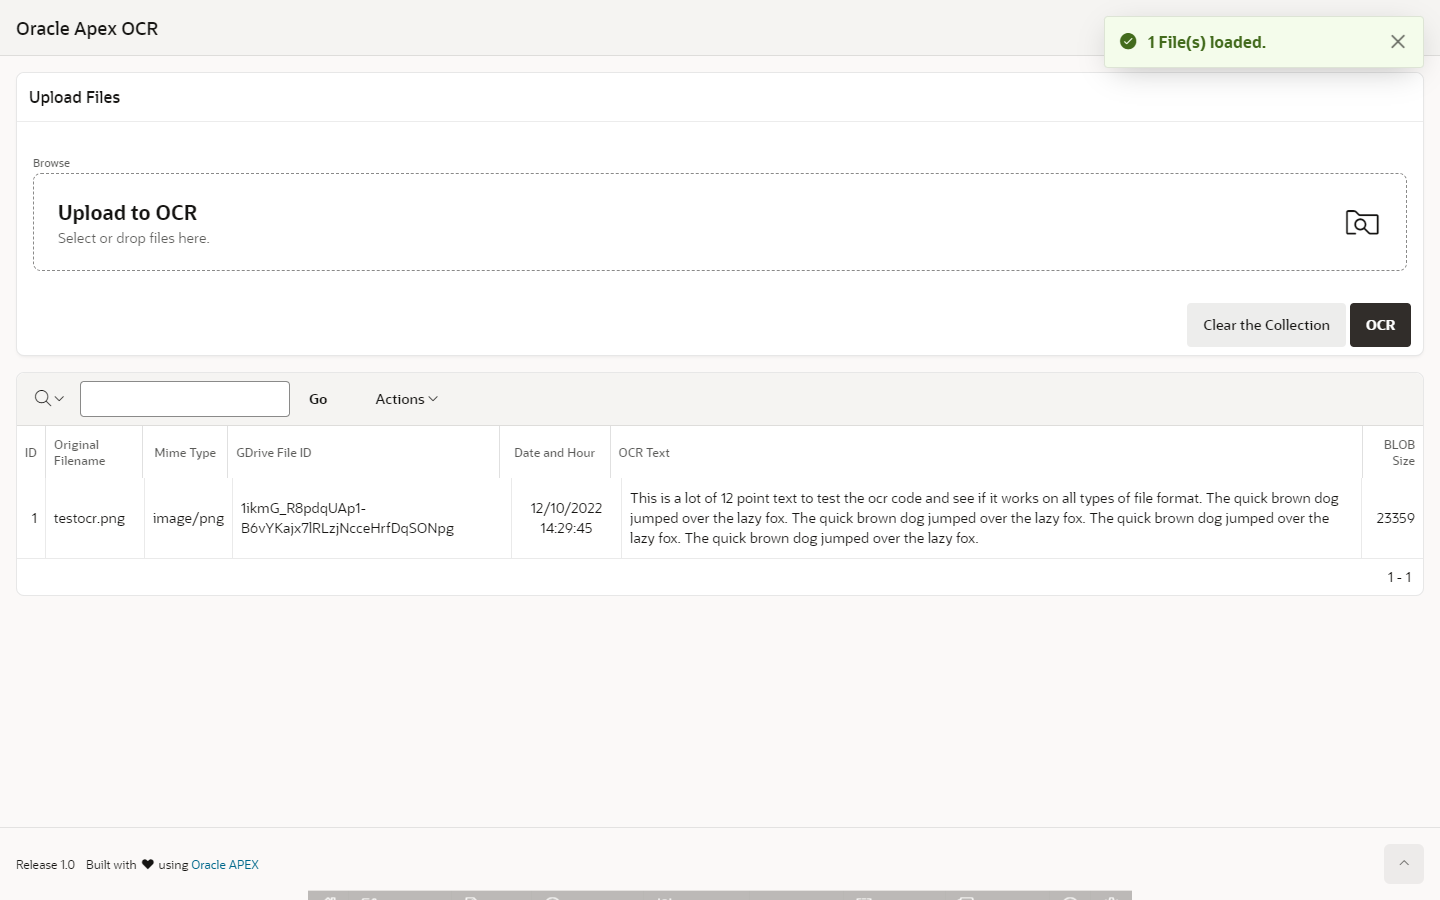 Oracle Apex OCR
1 File(s) loaded.
Upload Files
Browse
Upload to OCR
Select or drop files here.
Clear the Collection
OCR
Go
Actions
ID
Original
Filename
Mime Type
GDrive File ID
Date and Hour
OCR Text
BLOB
Size
1
testocr.png
image/png
1ikmG_R8pdqUAp1-
B6vYKajx7lRLzjNcceHrfDqSONpg
12/10/2022
14:29:45
This is a lot of 12 point text to test the ocr code and see if it works on all types of file format. The quick brown dog
jumped over the lazy fox. The quick brown dog jumped over the lazy fox. The quick brown dog jumped over the
lazy fox. The quick brown dog jumped over the lazy fox.
23359
1 - 1
Release 1.0 Built with ♥ using Oracle APEX